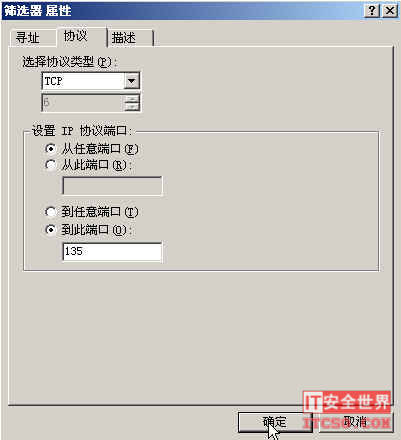 筛选器 属性
寻址 协议 描述
选择协议类型(P):
TCP
6
设置 IP 协议端口:
从任意端口(F)
从此端口(R):
到任意端口(T)
到此端口(O):
135
IT安全世界
ITCSO.COM
确定 取消